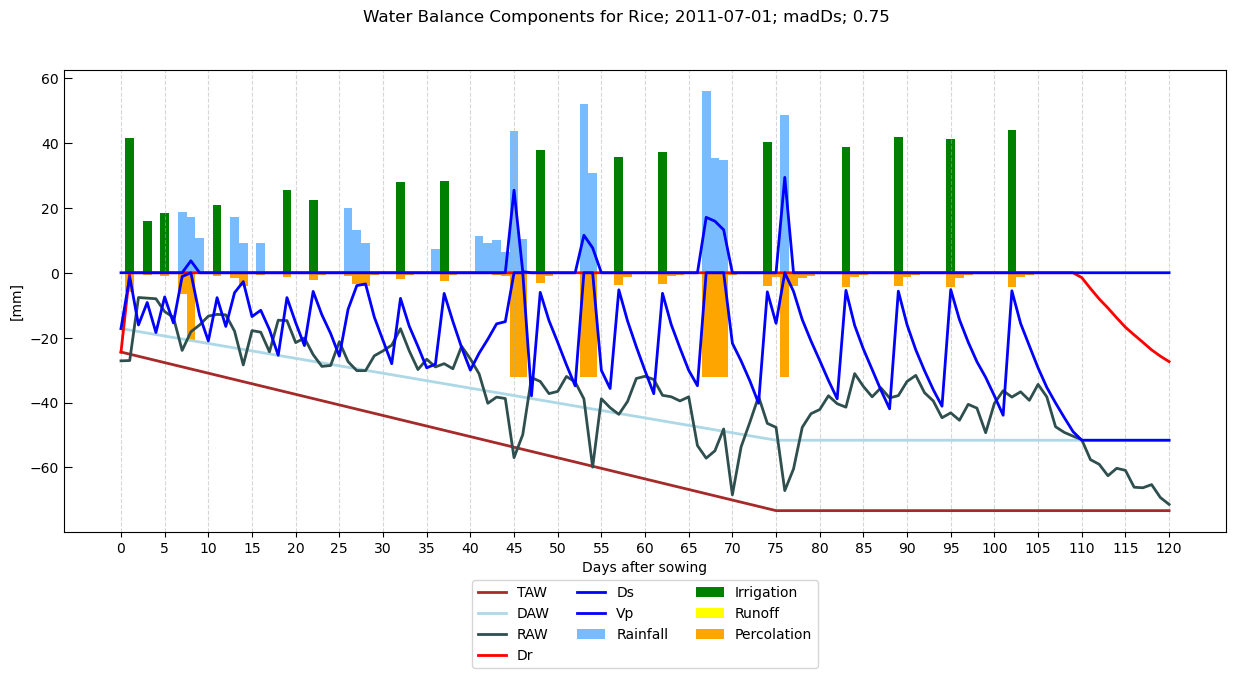 Water Balance Components for Rice; 2011-07-01; madDs; 0.75
60
40
20
0
−20
−40
−60
[mm]
0 5 10 15 20 25 30 35 40 45 50 55 60 65 70 75 80 85 90 95 100 105 110 115 120
Days after sowing
TAW Ds Irrigation
DAW Vp Runoff
RAW Rainfall Percolation
Dr